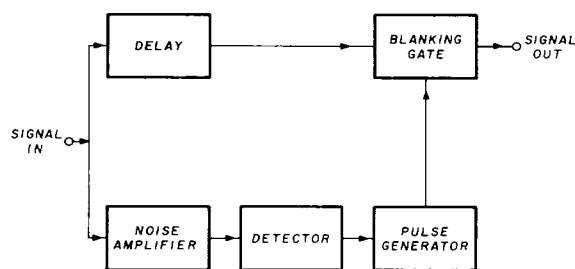 DELAY
BLANKING
GATE
SIGNAL
OUT
SIGNAL
IN
NOISE
AMPLIFIER
DETECTOR
PULSE
GENERATOR